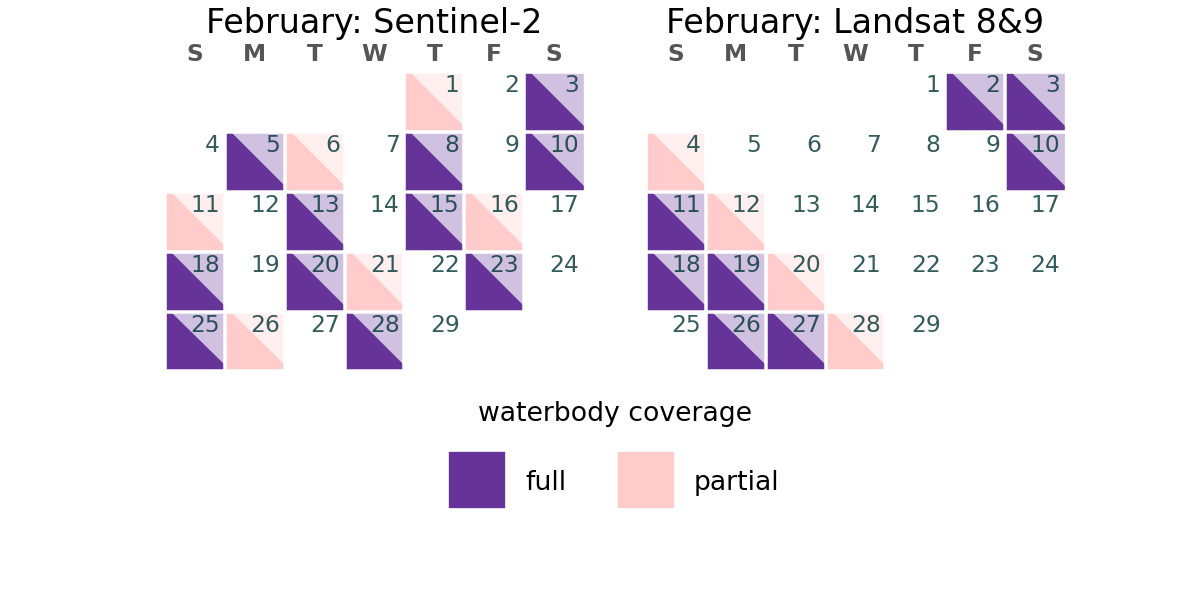 February: Sentinel-2
S M T W T F S
1 2 3
4 5 6 7 8 9 10
11 12 13 14 15 16 17
18 19 20 21 22 23 24
25 26 27 28 29
February: Landsat 8&9
S M T W T F S
1 2 3
4 5 6 7 8 9 10
11 12 13 14 15 16 17
18 19 20 21 22 23 24
25 26 27 28 29
waterbody coverage
full
partial